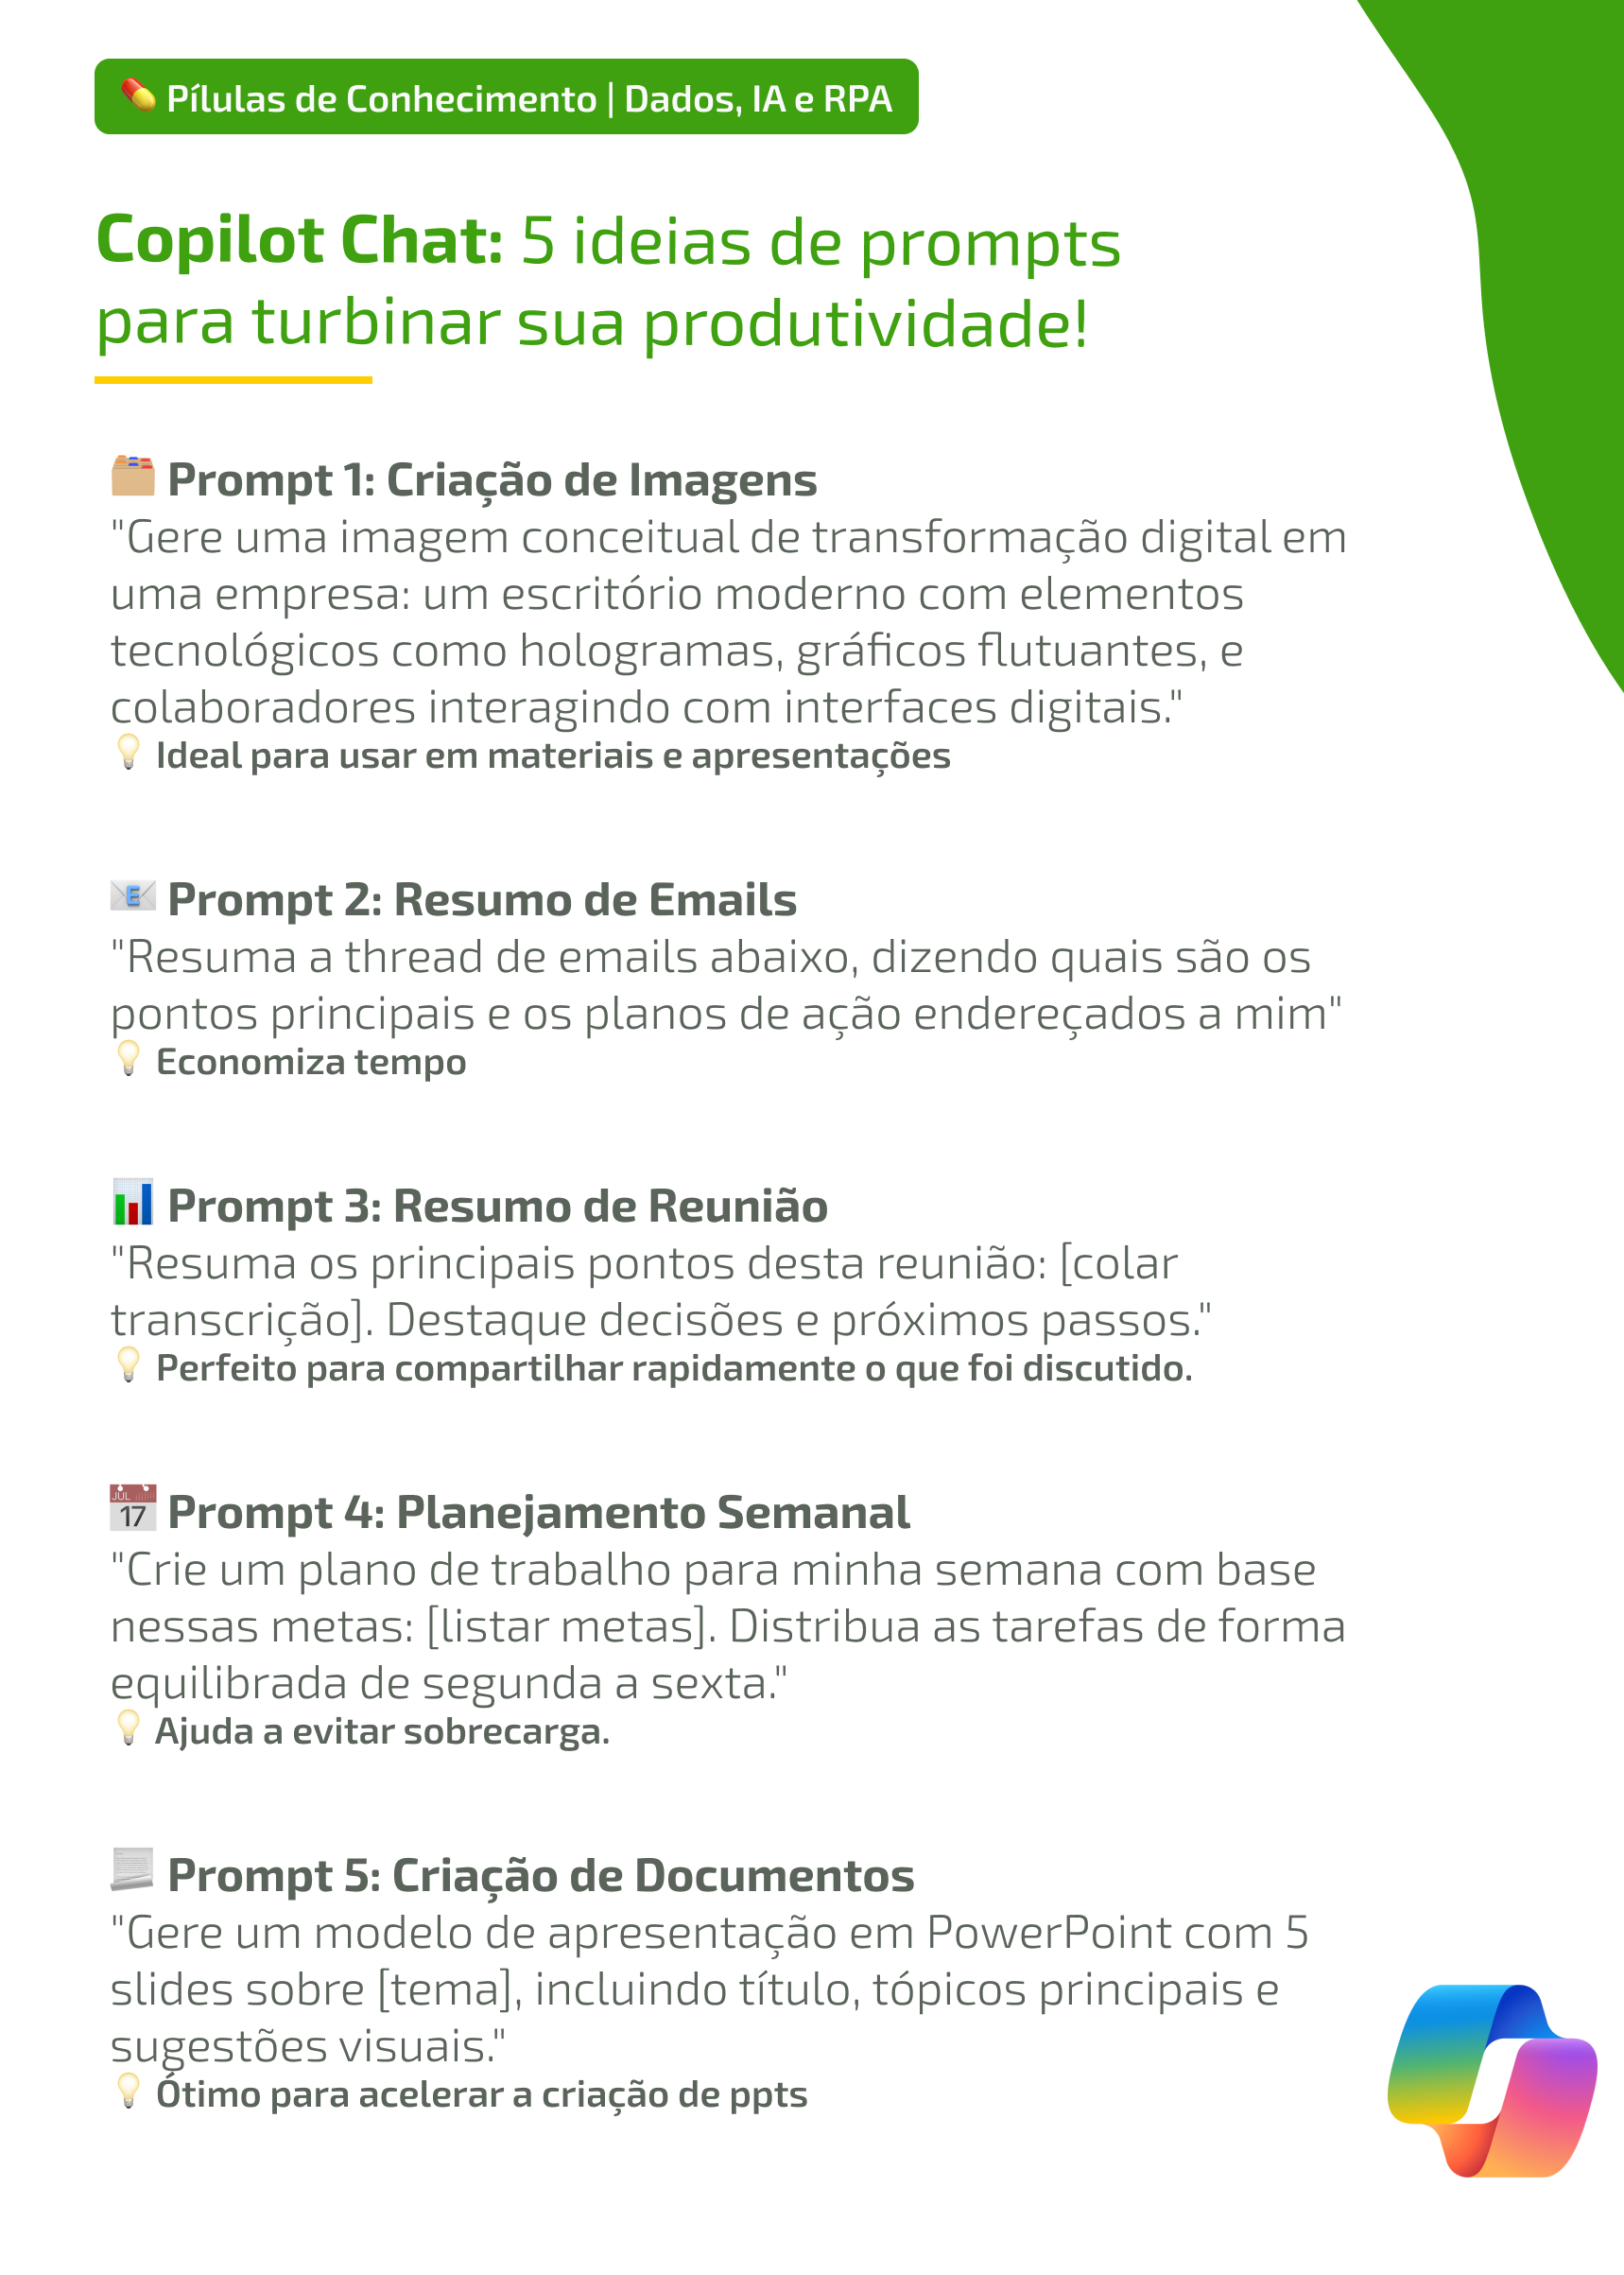 Pílulas de Conhecimento | Dados, IA e RPA
Copilot Chat: 5 ideias de prompts
para turbinar sua produtividade!
Prompt 1: Criação de Imagens
"Gere uma imagem conceitual de transformação digital em
uma empresa: um escritório moderno com elementos
tecnológicos como hologramas, gráficos flutuantes, e
colaboradores interagindo com interfaces digitais."
Ideal para usar em materiais e apresentações
Prompt 2: Resumo de Emails
"Resuma a thread de emails abaixo, dizendo quais são os
pontos principais e os planos de ação endereçados a mim"
Economiza tempo
Prompt 3: Resumo de Reunião
"Resuma os principais pontos desta reunião: [colar
transcrição]. Destaque decisões e próximos passos."
Perfeito para compartilhar rapidamente o que foi discutido.
JUL
17
Prompt 4: Planejamento Semanal
"Crie um plano de trabalho para minha semana com base
nessas metas: [listar metas]. Distribua as tarefas de forma
equilibrada de segunda a sexta."
Ajuda a evitar sobrecarga.
Prompt 5: Criação de Documentos
"Gere um modelo de apresentação em PowerPoint com 5
slides sobre [tema], incluindo título, tópicos principais e
sugestões visuais."
Ótimo para acelerar a criação de ppts